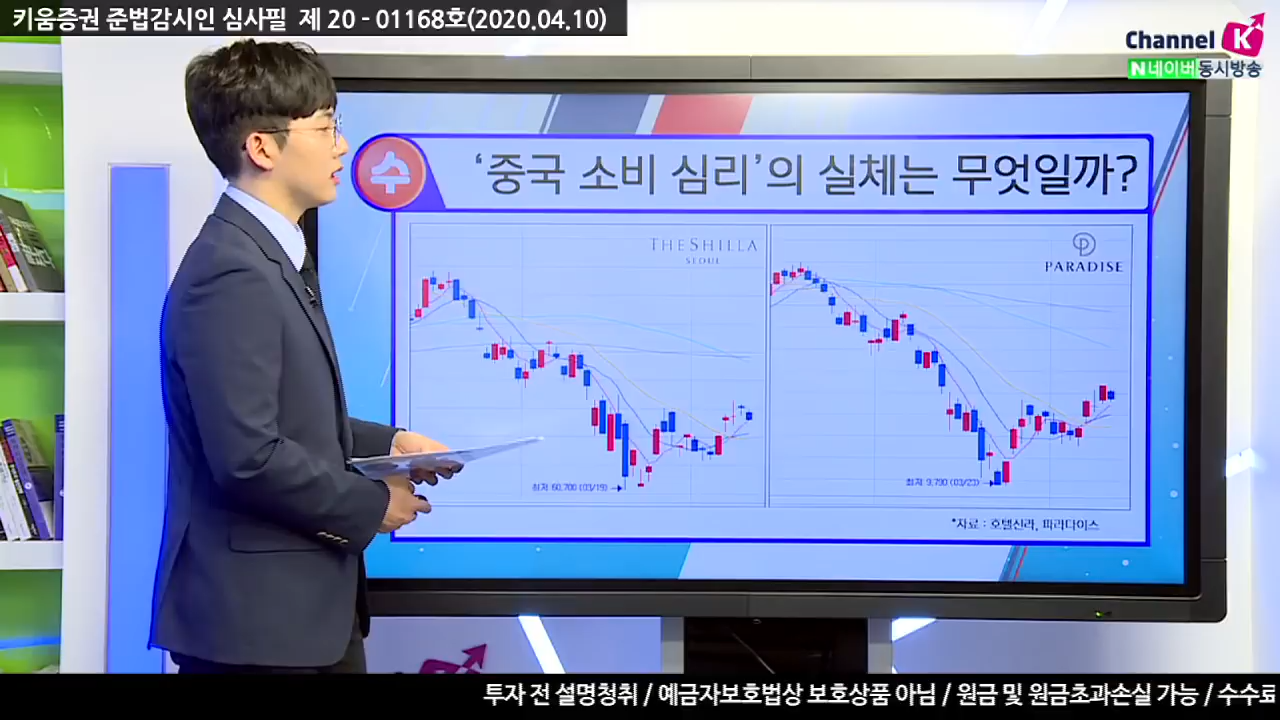 키움증권 준법감시인 심사필 제 20 - 01168호(2020.04.10)
Channel K
N네이버 동시방송
수 '중국 소비 심리'의 실체는 무엇일까?
THE SHILLA
SEOUL
PARADISE
최저 60,700 (03/19)
최저 9,790 (03/23)
*자료 : 호텔신라, 파라다이스
투자 전 설명청취 / 예금자보호법상 보호상품 아님 / 원금 및 원금초과손실 가능 / 수수료